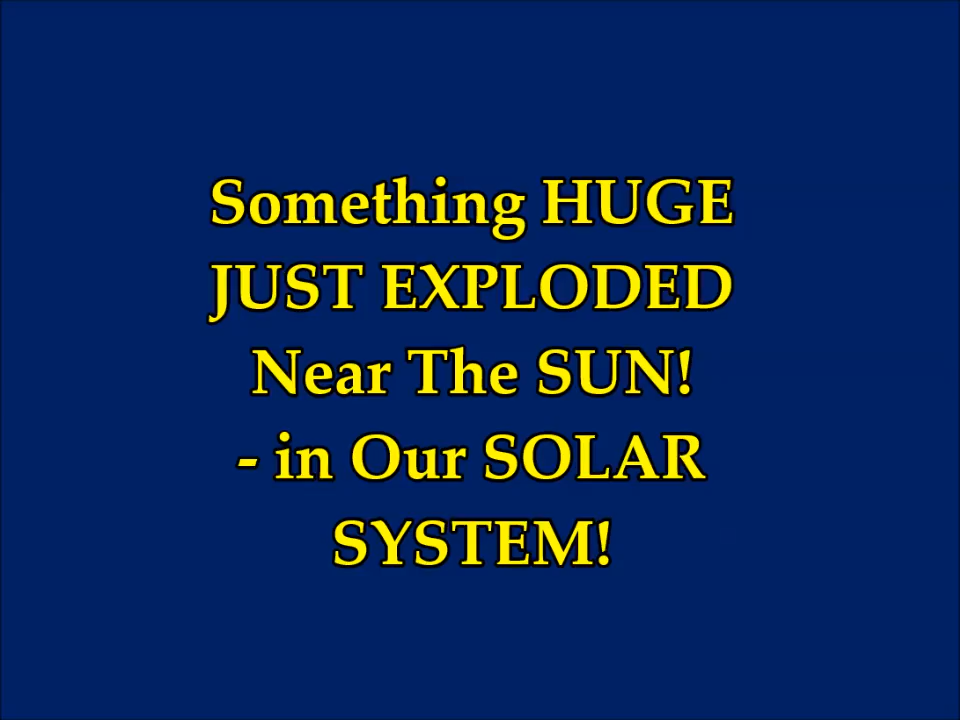 Something HUGE
JUST EXPLODED
Near The SUN!
- in Our SOLAR
SYSTEM!